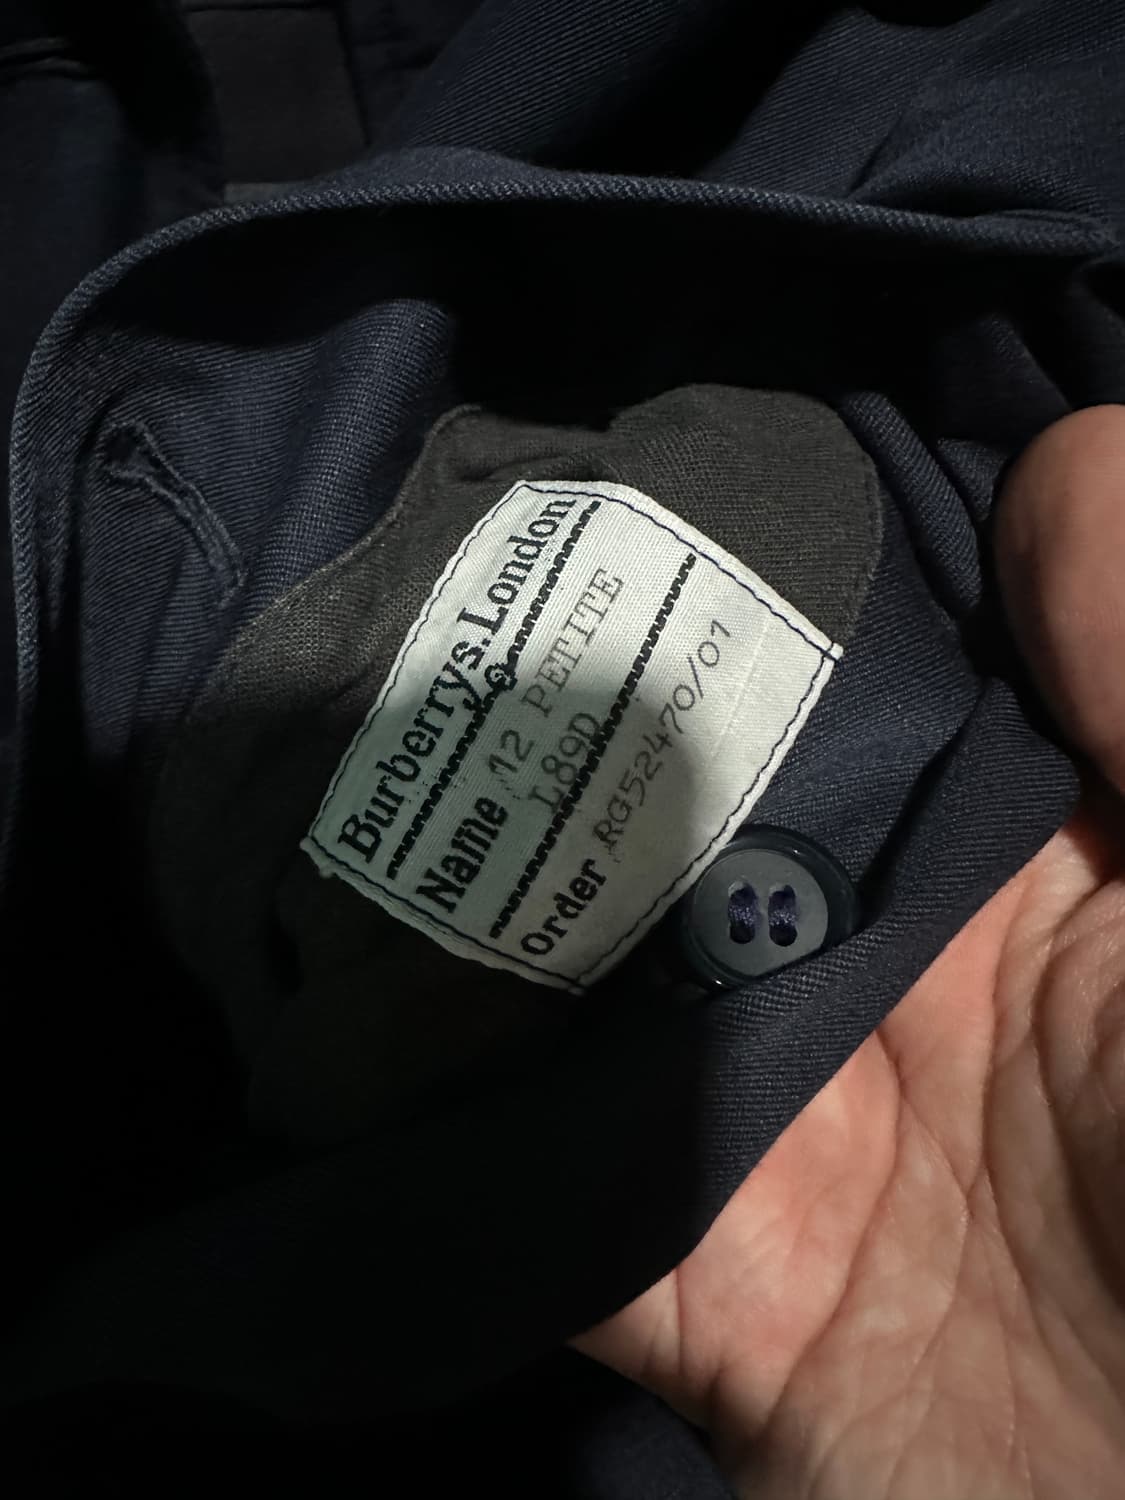 Burberrys. London
Name 12 PETITE
L89D
Order RG52470/01